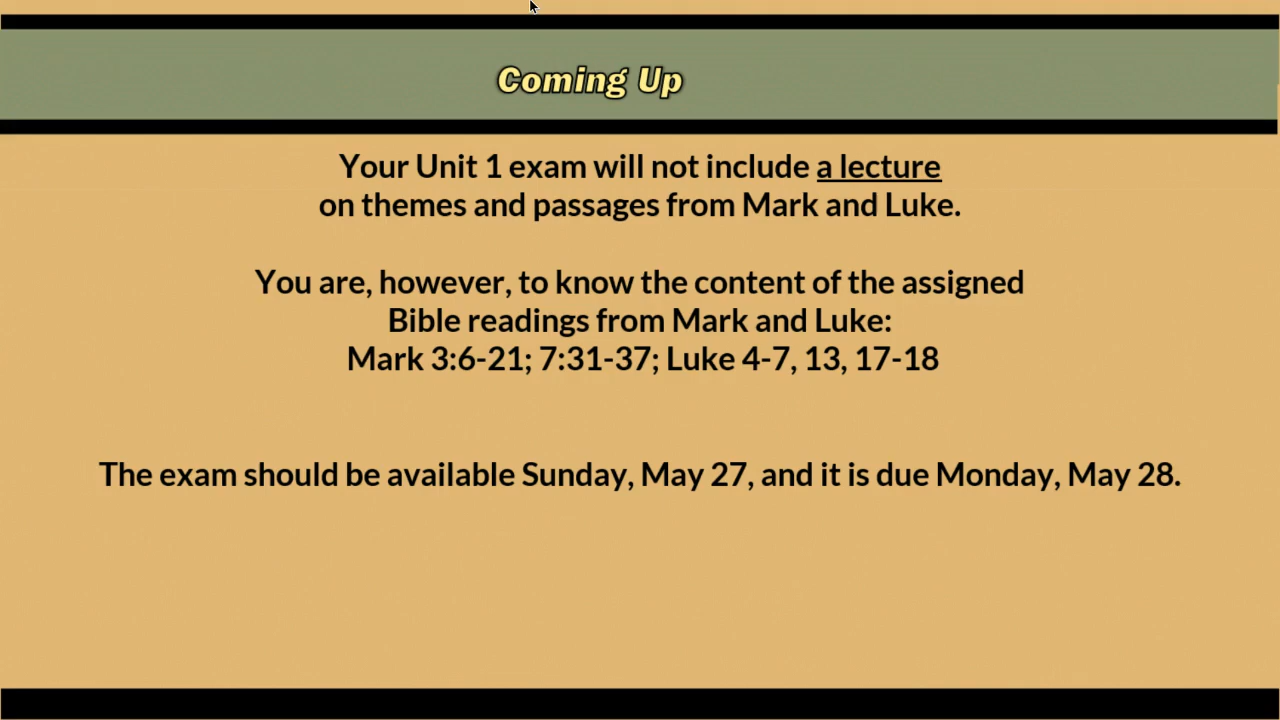 Coming Up
Your Unit 1 exam will not include a lecture
on themes and passages from Mark and Luke.
You are, however, to know the content of the assigned
Bible readings from Mark and Luke:
Mark 3:6-21; 7:31-37; Luke 4-7, 13, 17-18
The exam should be available Sunday, May 27, and it is due Monday, May 28.